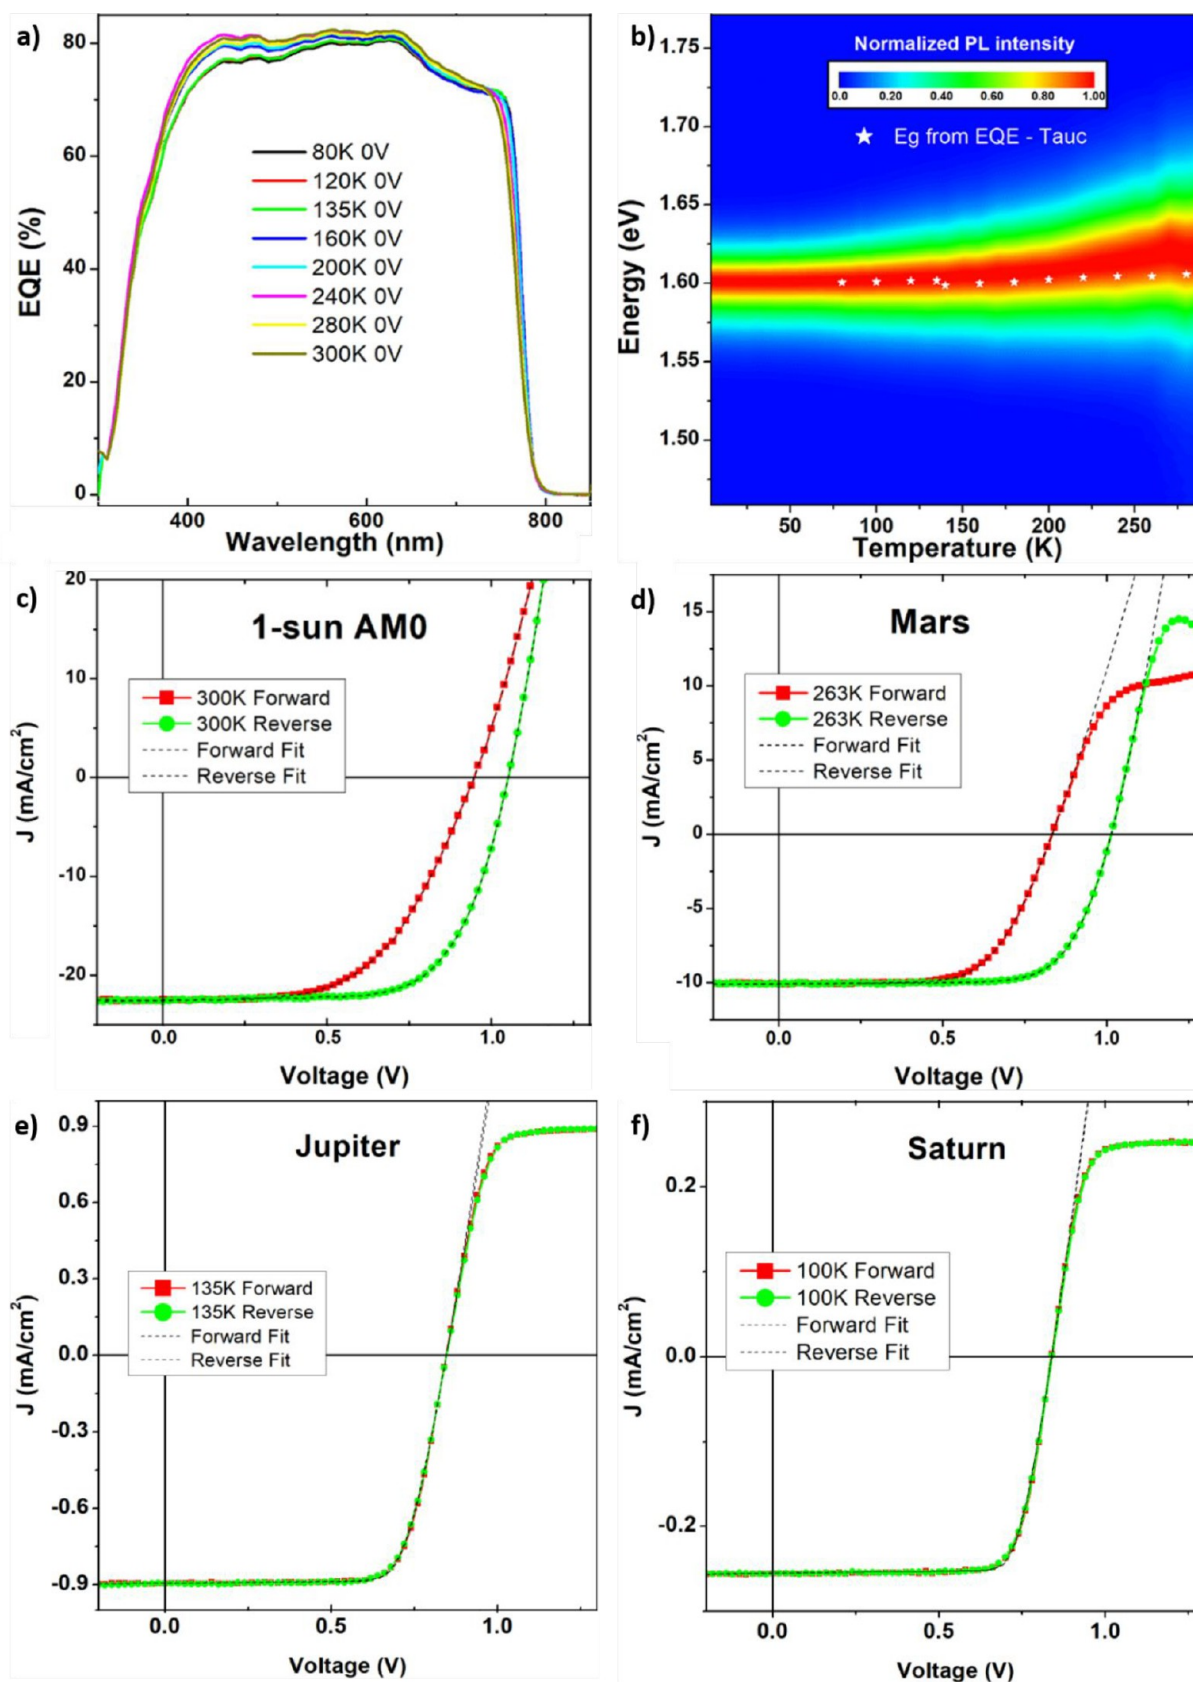 a)
80
60
40
20
0
EQE (%)
80K 0V
120K 0V
135K 0V
160K 0V
200K 0V
240K 0V
280K 0V
300K 0V
400
600
800
Wavelength (nm)
b)
1.75
1.70
1.65
1.60
1.55
1.50
Energy (eV)
Normalized PL intensity
0.0 0.20 0.40 0.60 0.80 1.00
Eg from EQE - Tauc
50 100 150 200 250
Temperature (K)
c)
1-sun AM0
20
10
0
-10
-20
J (mA/cm²)
300K Forward
300K Reverse
Forward Fit
Reverse Fit
0.0 0.5 1.0
Voltage (V)
d)
Mars
15
10
5
0
-5
-10
J (mA/cm²)
263K Forward
263K Reverse
Forward Fit
Reverse Fit
0.0 0.5 1.0
Voltage (V)
e)
Jupiter
0.9
0.6
0.3
0.0
-0.3
-0.6
-0.9
J (mA/cm²)
135K Forward
135K Reverse
Forward Fit
Reverse Fit
0.0 0.5 1.0
Voltage (V)
f)
Saturn
0.2
0.0
-0.2
J (mA/cm²)
100K Forward
100K Reverse
Forward Fit
Reverse Fit
0.0 0.5 1.0
Voltage (V)